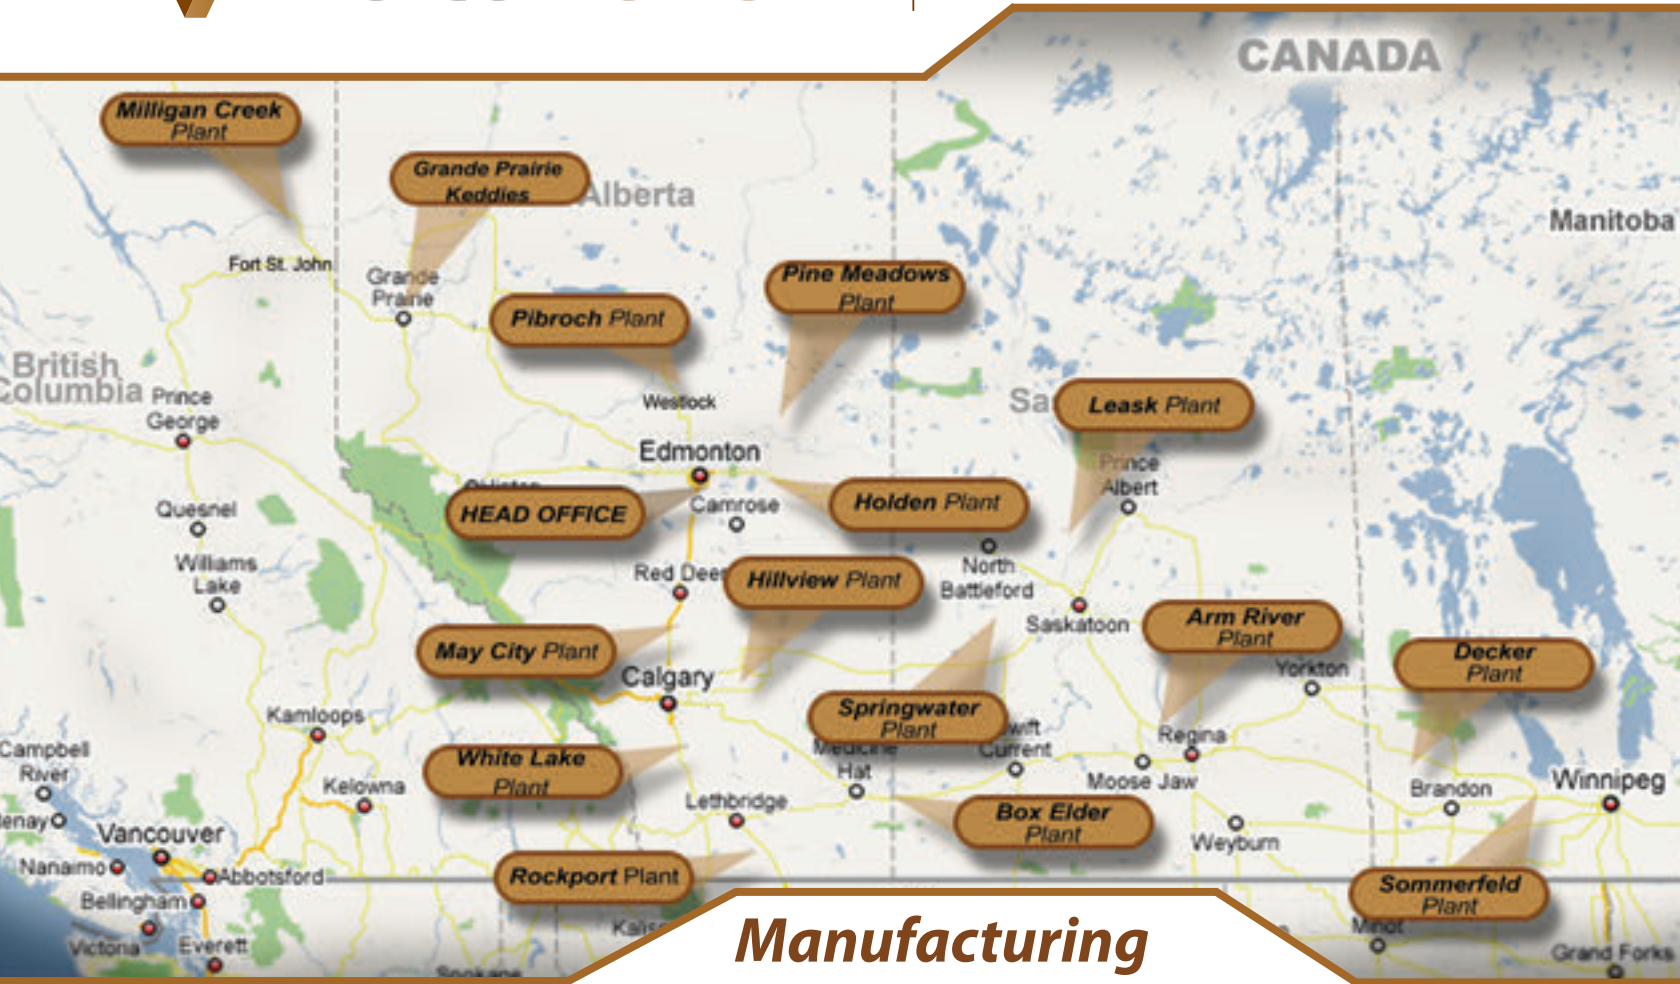 CANADA
Milligan Creek
Plant
Grande Prairie
Keddies
Alberta
Manitoba
Fort St. John
Grande
Prairie
Pine Meadows
Plant
Pibroch Plant
British
Columbia
Prince
George
Westlock
Leask Plant
Edmonton
Prince
Albert
HEAD OFFICE
Camrose
Holden Plant
Quesnel
Williams
Lake
Red Deer
Hillview Plant
North
Battleford
Saskatoon
Arm River
Plant
May City Plant
Calgary
Yorkton
Decker
Plant
Kamloops
Springwater
Plant
Swift
Current
Medicine
Hat
Regina
Moose Jaw
Campbell
River
White Lake
Plant
Kelowna
Lethbridge
Brandon
Winnipeg
Box Elder
Plant
Weyburn
Vancouver
Nanaimo
Abbotsford
Rockport Plant
Bellingham
Sommerfeld
Plant
Victoria
Everett
Minot
Grand Forks
Spokane
Manufacturing